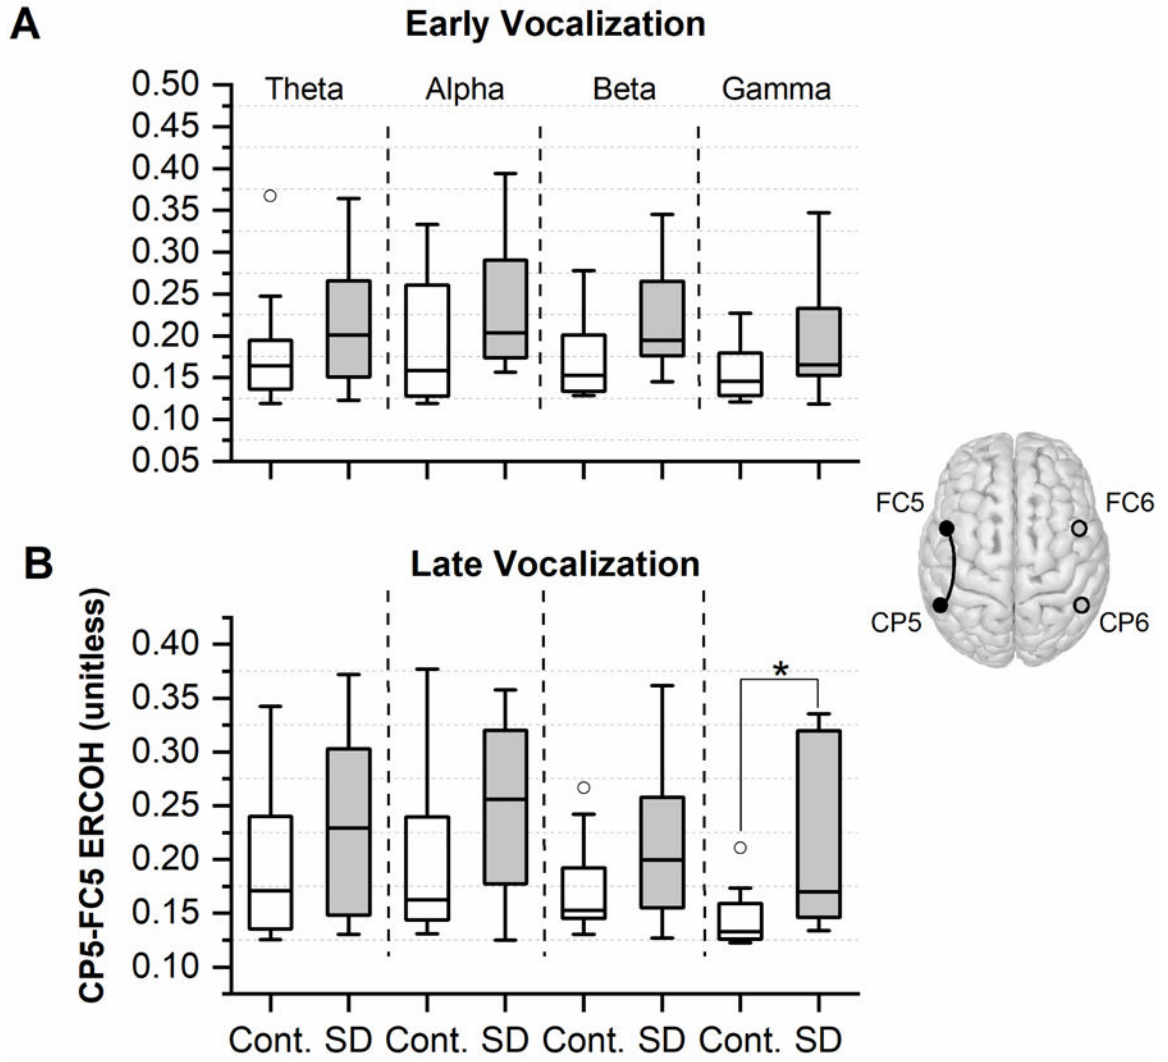 A
Early Vocalization
Theta Alpha Beta Gamma
0.50
0.45
0.40
0.35
0.30
0.25
0.20
0.15
0.10
0.05
FC5 FC6
CP5 CP6
B
Late Vocalization
CP5-FC5 ERCOH (unitless)
0.40
0.35
0.30
0.25
0.20
0.15
0.10
*
Cont. SD Cont. SD Cont. SD Cont. SD